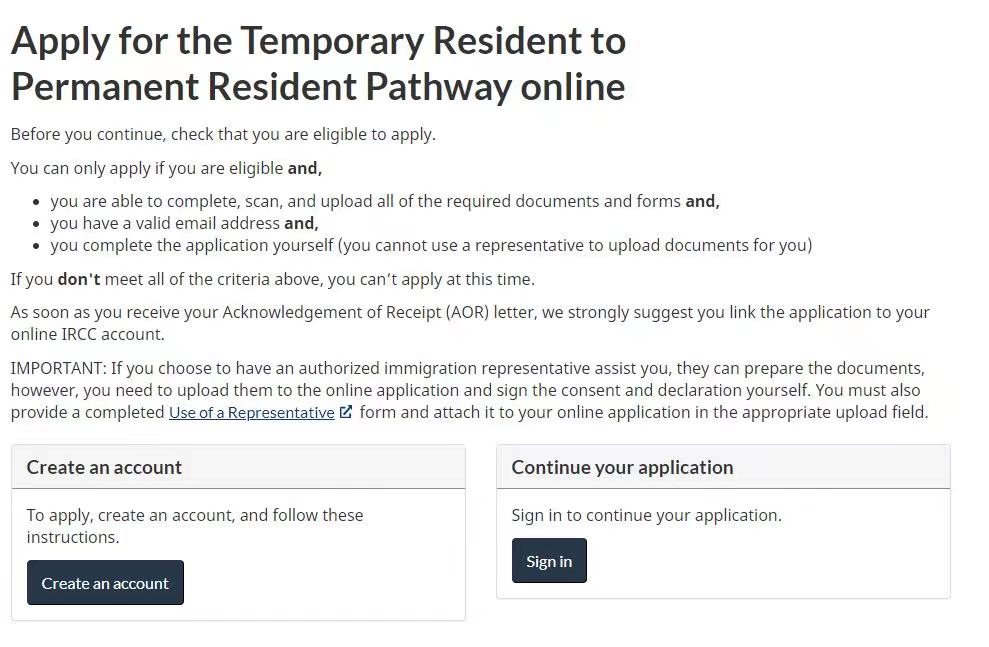 Apply for the Temporary Resident to
Permanent Resident Pathway online
Before you continue, check that you are eligible to apply.
You can only apply if you are eligible and,
• you are able to complete, scan, and upload all of the required documents and forms and,
• you have a valid email address and,
• you complete the application yourself (you cannot use a representative to upload documents for you)
If you don't meet all of the criteria above, you can’t apply at this time.
As soon as you receive your Acknowledgement of Receipt (AOR) letter, we strongly suggest you link the application to your
online IRCC account.
IMPORTANT: If you choose to have an authorized immigration representative assist you, they can prepare the documents,
however, you need to upload them to the online application and sign the consent and declaration yourself. You must also
provide a completed Use of a Representative form and attach it to your online application in the appropriate upload field.
Create an account
To apply, create an account, and follow these
instructions.
Create an account
Continue your application
Sign in to continue your application.
Sign in